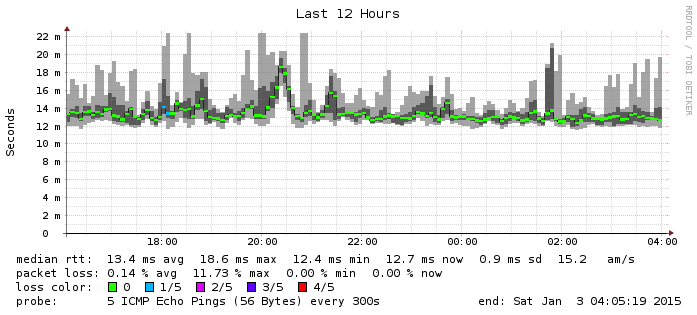 Last 12 Hours
RRDTOOL / TOBI OETIKER
Seconds
22 m
20 m
18 m
16 m
14 m
12 m
10 m
8 m
6 m
4 m
2 m
0
18:00 20:00 22:00 00:00 02:00 04:00
median rtt: 13.4 ms avg 18.6 ms max 12.4 ms min 12.7 ms now 0.9 ms sd 15.2 am/s
packet loss: 0.14 % avg 11.73 % max 0.00 % min 0.00 % now
loss color: 0 1/5 2/5 3/5 4/5
probe: 5 ICMP Echo Pings (56 Bytes) every 300s end: Sat Jan 3 04:05:19 2015